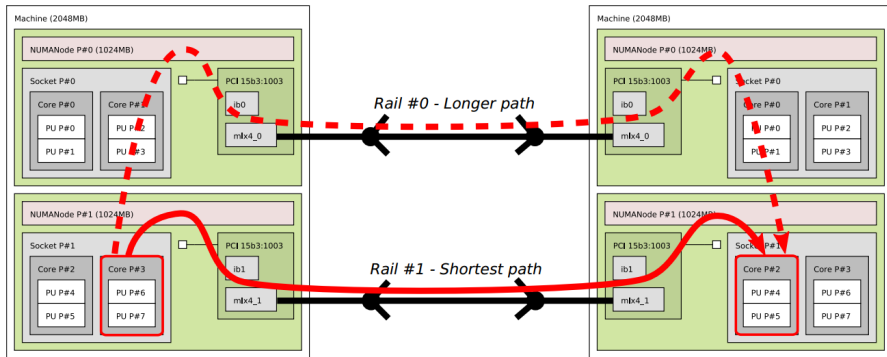 Machine (2048MB)
NUMANode P#0 (1024MB)
Socket P#0
Core P#0
PU P#0
PU P#1
Core P#1
PU P#2
PU P#3
PCI 15b3:1003
ib0
mlx4_0
NUMANode P#1 (1024MB)
Socket P#1
Core P#2
PU P#4
PU P#5
Core P#3
PU P#6
PU P#7
PCI 15b3:1003
ib1
mlx4_1
Rail #0 - Longer path
Rail #1 - Shortest path
Machine (2048MB)
NUMANode P#0 (1024MB)
PCI 15b3:1003
ib0
mlx4_0
Socket P#0
Core P#0
PU P#0
PU P#1
Core P#1
PU P#2
PU P#3
NUMANode P#1 (1024MB)
PCI 15b3:1003
ib1
mlx4_1
Socket P#1
Core P#2
PU P#4
PU P#5
Core P#3
PU P#6
PU P#7